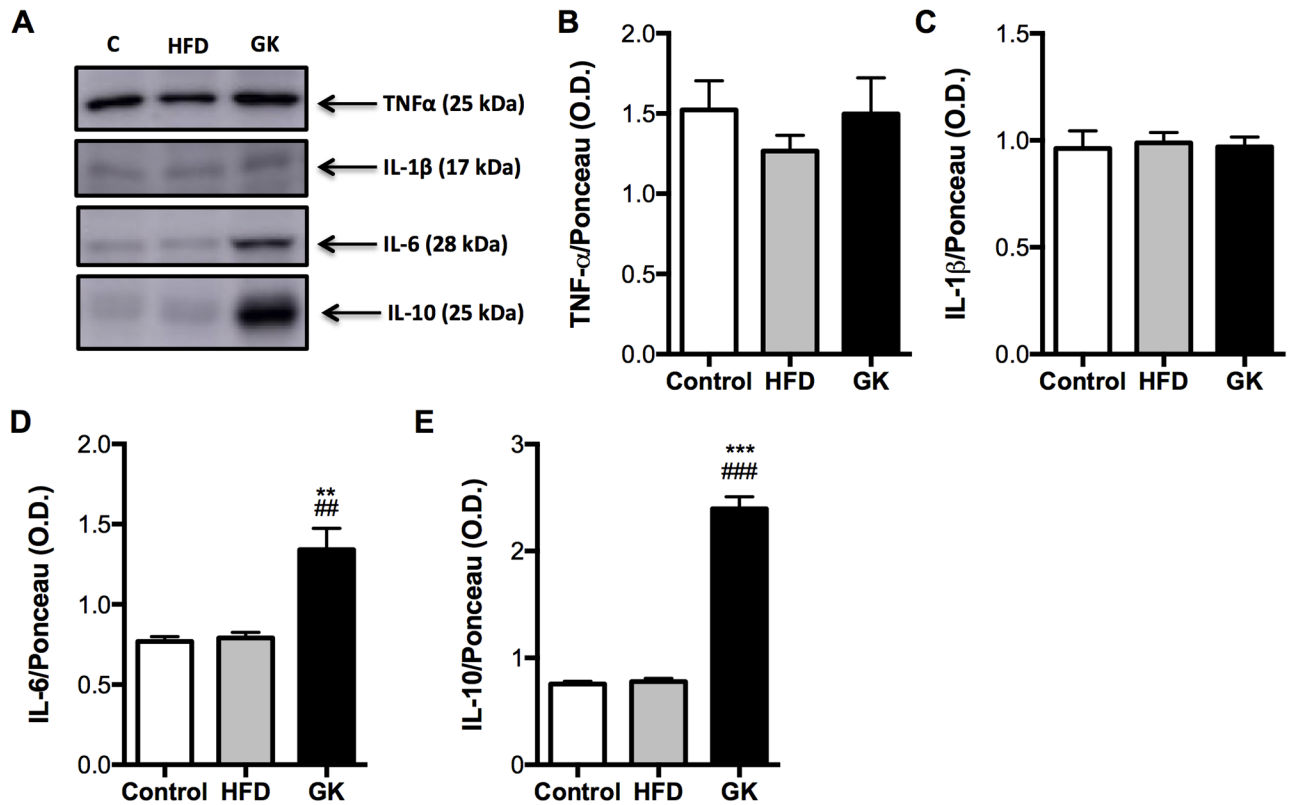 A
C HFD GK
TNFα (25 kDa)
IL-1β (17 kDa)
IL-6 (28 kDa)
IL-10 (25 kDa)
B
TNF-α/Ponceau (O.D.)
2.0
1.5
1.0
0.5
0.0
Control HFD GK
C
IL-1β/Ponceau (O.D.)
1.5
1.0
0.5
0.0
Control HFD GK
D
IL-6/Ponceau (O.D.)
2.0
1.5
1.0
0.5
0.0
**
##
Control HFD GK
E
IL-10/Ponceau (O.D.)
3
2
1
0
***
###
Control HFD GK